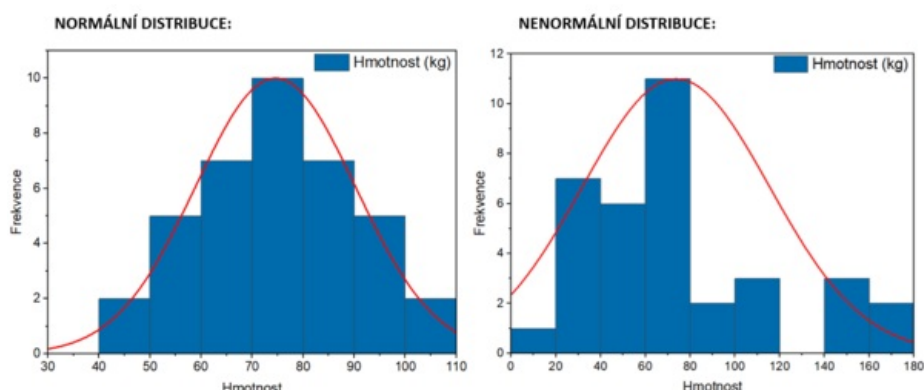 NORMÁLNÍ DISTRIBUCE:
Hmotnost (kg)
Frekvence
10
8
6
4
2
0
30 40 50 60 70 80 90 100 110
Hmotnost
NENORMÁLNÍ DISTRIBUCE:
Hmotnost (kg)
Frekvence
12
10
8
6
4
2
0
0 20 40 60 80 100 120 140 160 180
Hmotnost